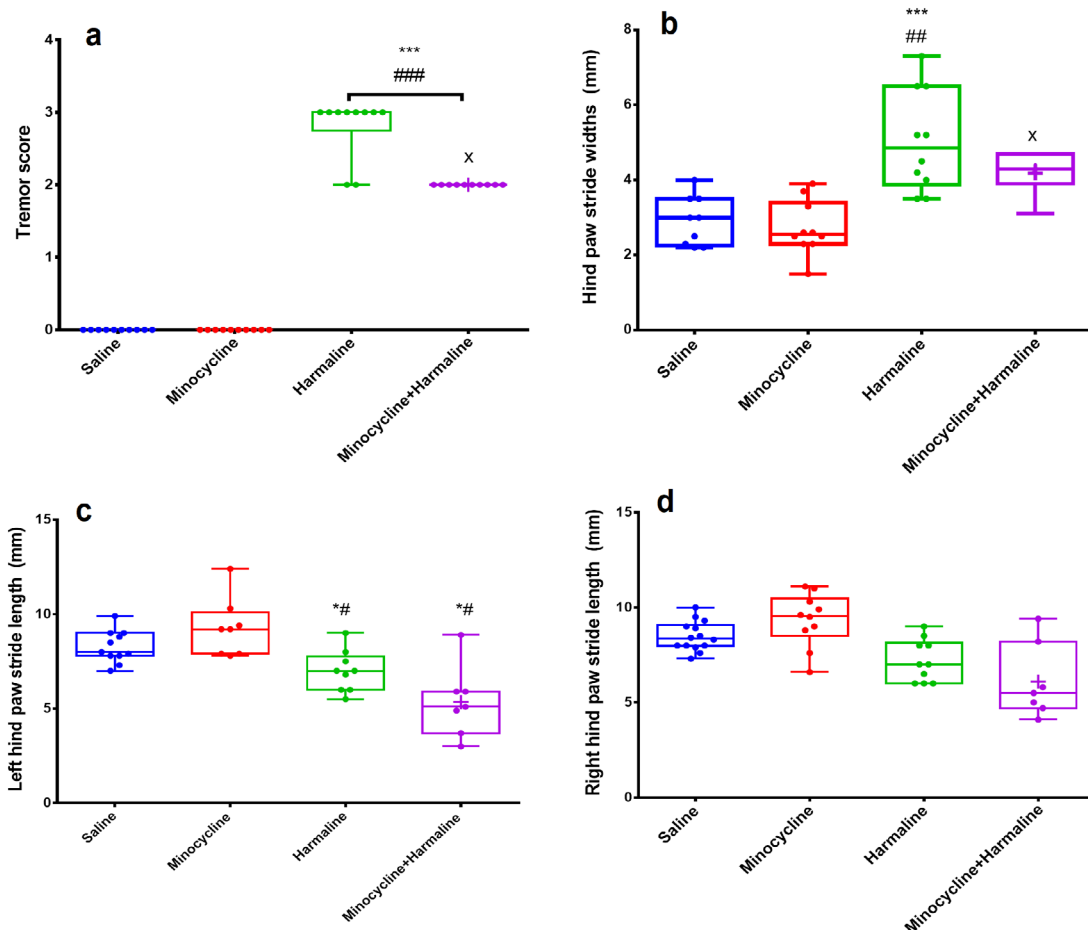 a
Tremor score
4
3
2
1
0
***
###
x
Saline
Minocycline
Harmaline
Minocycline+Harmaline
b
Hind paw stride widths (mm)
8
6
4
2
0
***
##
x
Saline
Minocycline
Harmaline
Minocycline+Harmaline
c
Left hind paw stride length (mm)
15
10
5
0
*#
*#
Saline
Minocycline
Harmaline
Minocycline+Harmaline
d
Right hind paw stride length (mm)
15
10
5
0
Saline
Minocycline
Harmaline
Minocycline+Harmaline